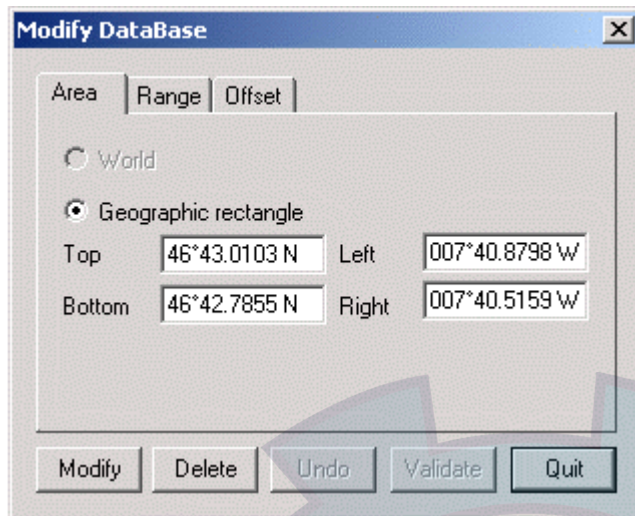 Modify DataBase
Area Range Offset
World
Geographic rectangle
Top 46°43.0103 N Left 007°40.8798 W
Bottom 46°42.7855 N Right 007°40.5159 W
Modify Delete Undo Validate Quit